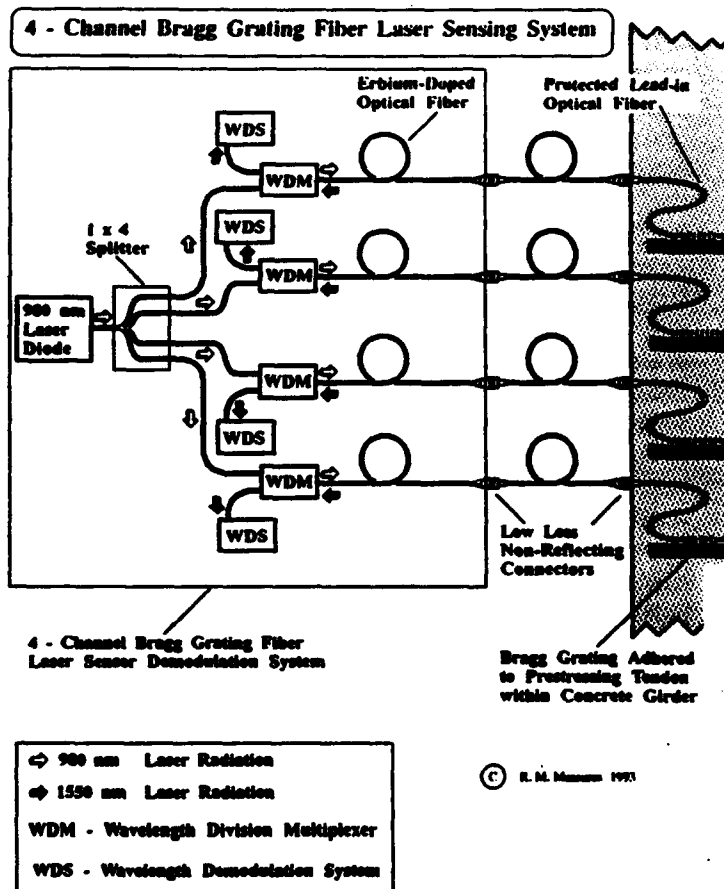 4 - Channel Bragg Grating Fiber Laser Sensing System
Erbium-Doped
Optical Fiber
Protected Lead-in
Optical Fiber
WDS
WDM
1 x 4
Splitter
WDS
WDM
980 nm
Laser
Diode
WDM
WDS
WDM
WDS
Low Loss
Non-Reflecting
Connectors
4 - Channel Bragg Grating Fiber
Laser Sensor Demodulation System
Bragg Grating Adhered
to Prestressing Tendon
within Concrete Girder
980 nm Laser Radiation
1550 nm Laser Radiation
WDM - Wavelength Division Multiplexer
WDS - Wavelength Demodulation System
© R. M. 1993